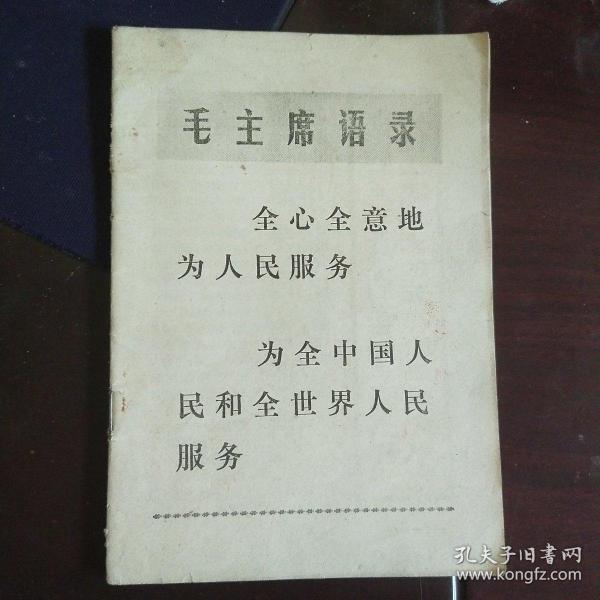 毛主席语录
全心全意地
为人民服务
为全中国人
民和全世界人民
服务
孔夫子旧书网
www.kongfz.com